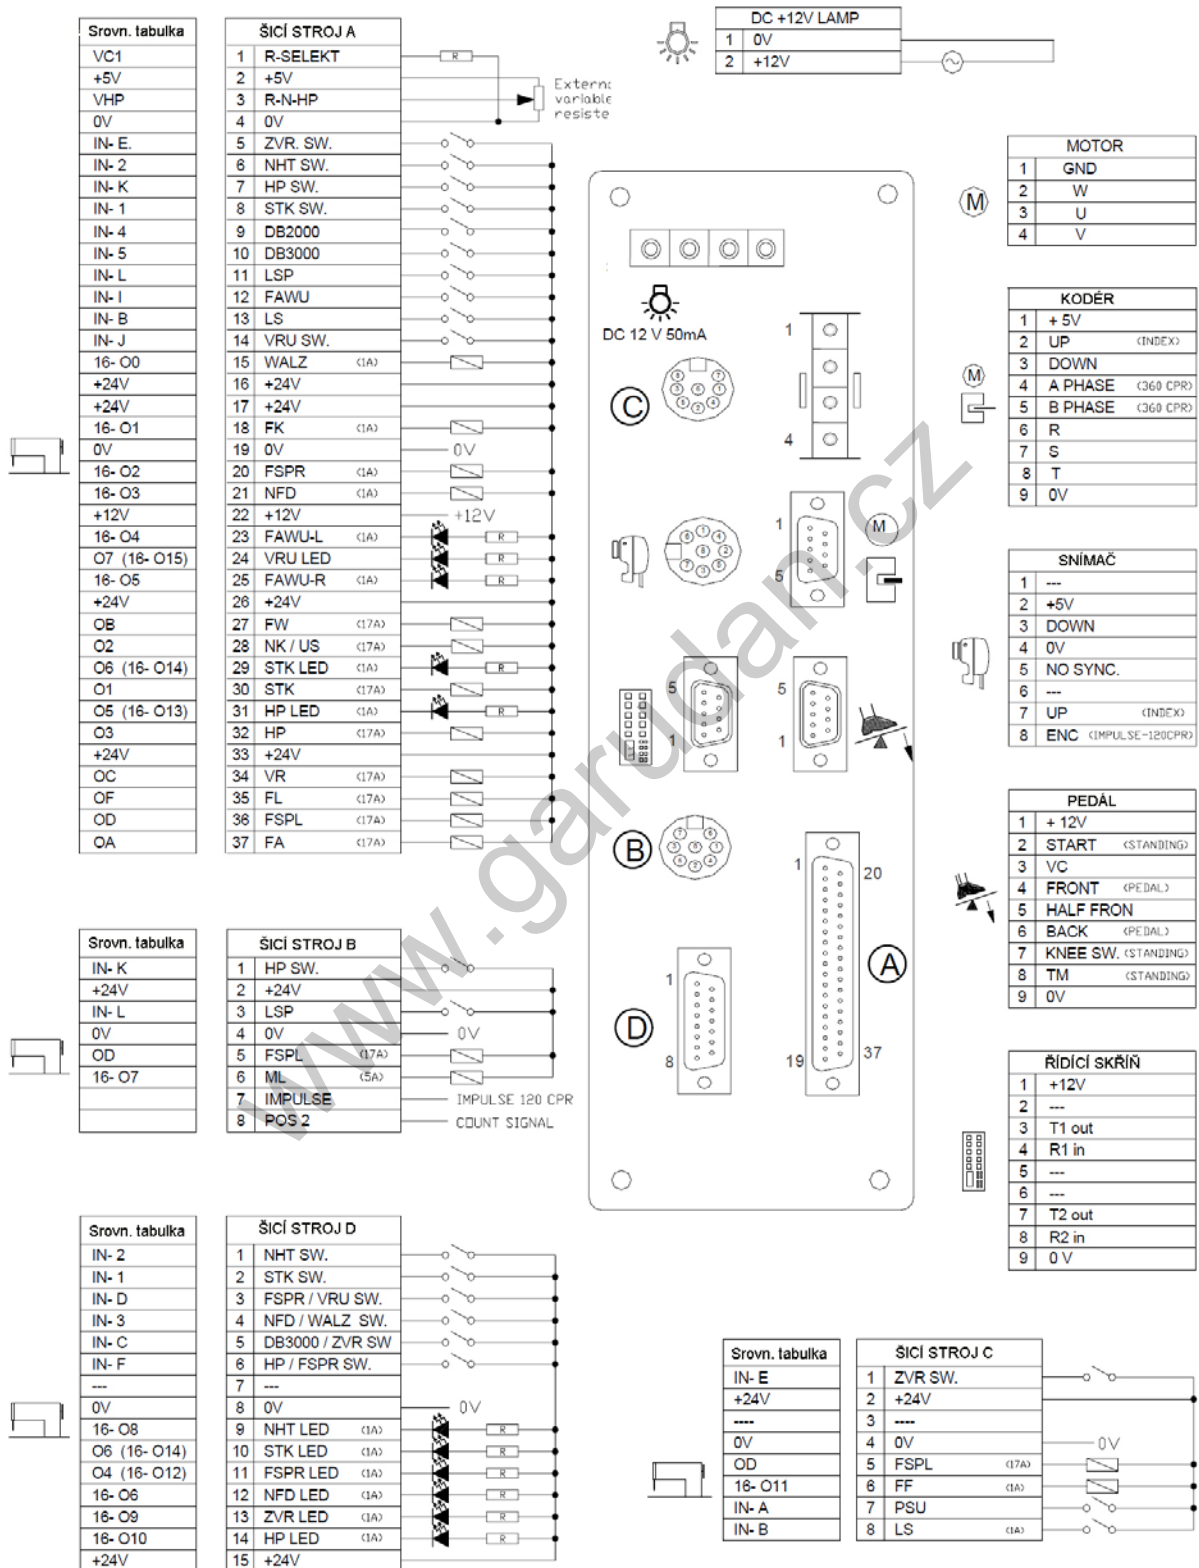 Srovn. tabulka
VC1
+5V
VHP
0V
IN- E.
IN- 2
IN- K
IN- 1
IN- 4
IN- 5
IN- L
IN- I
IN- B
IN- J
16- O0
+24V
+24V
16- O1
0V
16- O2
16- O3
+12V
16- O4
O7 (16- O15)
16- O5
+24V
OB
O2
O6 (16- O14)
O1
O5 (16- O13)
O3
+24V
OC
OF
OD
OA
ŠICÍ STROJ A
1 R-SELEKT R
2 +5V
3 R-N-HP
4 0V
5 ZVR. SW.
6 NHT SW.
7 HP SW.
8 STK SW.
9 DB2000
10 DB3000
11 LSP
12 FAWU
13 LS
14 VRU SW.
15 WALZ (1A)
16 +24V
17 +24V
18 FK (1A)
19 0V 0V
20 FSPR (1A)
21 NFD (1A)
22 +12V +12V
23 FAWU-L (1A) R
24 VRU LED R
25 FAWU-R (1A) R
26 +24V
27 FW (17A)
28 NK / US (17A)
29 STK LED (1A) R
30 STK (17A)
31 HP LED (1A) R
32 HP (17A)
33 +24V
34 VR (17A)
35 FL (17A)
36 FSPL (17A)
37 FA (17A)
Externa
variable
resiste
DC +12V LAMP
1 0V
2 +12V
DC 12 V 50mA
C
1
4
M
1
5
5
1
5
1
B
1
20
A
19
37
D
1
8
M
MOTOR
1 GND
2 W
3 U
4 V
M
KODÉR
1 + 5V
2 UP (INDEX)
3 DOWN
4 A PHASE (360 CPR)
5 B PHASE (360 CPR)
6 R
7 S
8 T
9 0V
SNÍMAČ
1 ---
2 +5V
3 DOWN
4 0V
5 NO SYNC.
6 ---
7 UP (INDEX)
8 ENC (IMPULSE-120CPR)
PEDÁL
1 + 12V
2 START (STANDING)
3 VC
4 FRONT (PEDAL)
5 HALF FRON
6 BACK (PEDAL)
7 KNEE SW. (STANDING)
8 TM (STANDING)
9 0V
ŘÍDÍCÍ SKŘÍŇ
1 +12V
2 ---
3 T1 out
4 R1 in
5 ---
6 ---
7 T2 out
8 R2 in
9 0 V
Srovn. tabulka
IN- K
+24V
IN- L
0V
OD
16- O7
ŠICÍ STROJ B
1 HP SW.
2 +24V
3 LSP
4 0V 0V
5 FSPL (17A)
6 ML (5A)
7 IMPULSE IMPULSE 120 CPR
8 POS 2 COUNT SIGNAL
Srovn. tabulka
IN- 2
IN- 1
IN- D
IN- 3
IN- C
IN- F
---
0V
16- O8
O6 (16- O14)
O4 (16- O12)
16- O6
16- O9
16- O10
+24V
ŠICÍ STROJ D
1 NHT SW.
2 STK SW.
3 FSPR / VRU SW.
4 NFD / WALZ SW.
5 DB3000 / ZVR SW
6 HP / FSPR SW.
7 ---
8 0V 0V
9 NHT LED (1A) R
10 STK LED (1A) R
11 FSPR LED (1A) R
12 NFD LED (1A) R
13 ZVR LED (1A) R
14 HP LED (1A) R
15 +24V
Srovn. tabulka
IN- E
+24V
----
0V
OD
16- O11
IN- A
IN- B
ŠICÍ STROJ C
1 ZVR SW.
2 +24V
3 ----
4 0V 0V
5 FSPL (17A)
6 FF (1A)
7 PSU
8 LS (1A)
www.garudan.cz